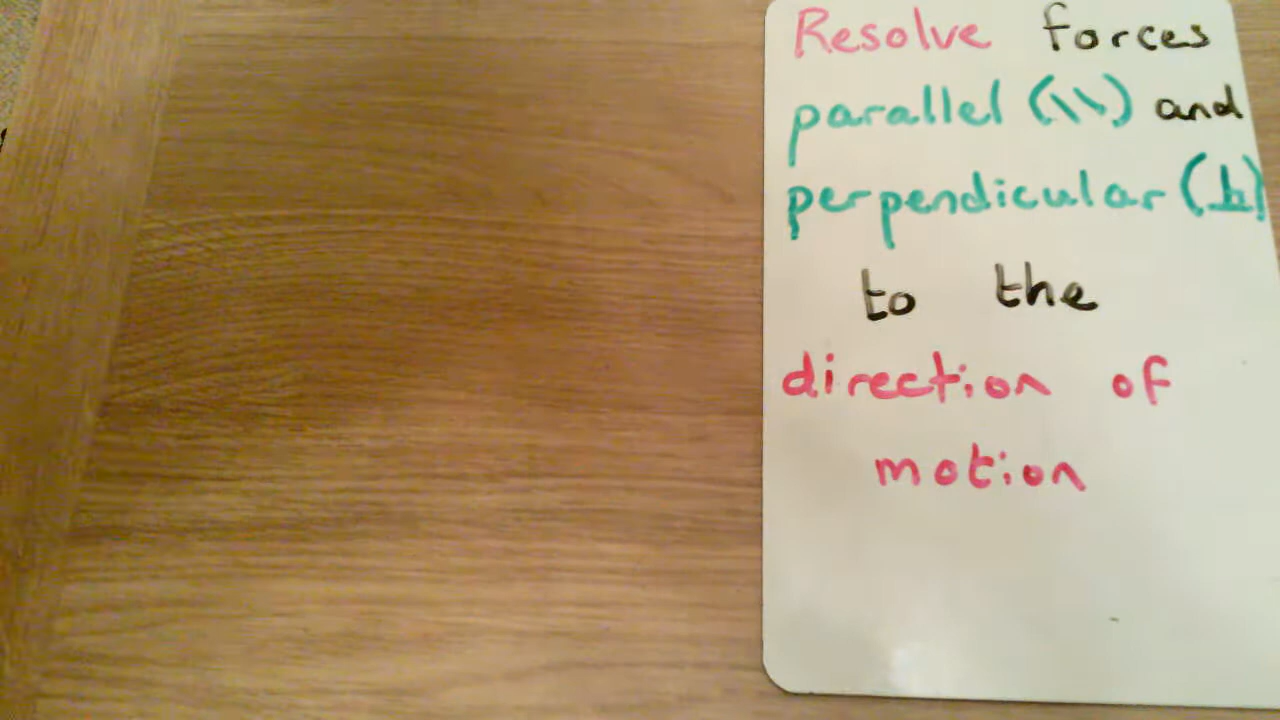 Resolve forces
parallel (\\) and
perpendicular (⊥)
to the
direction of
motion